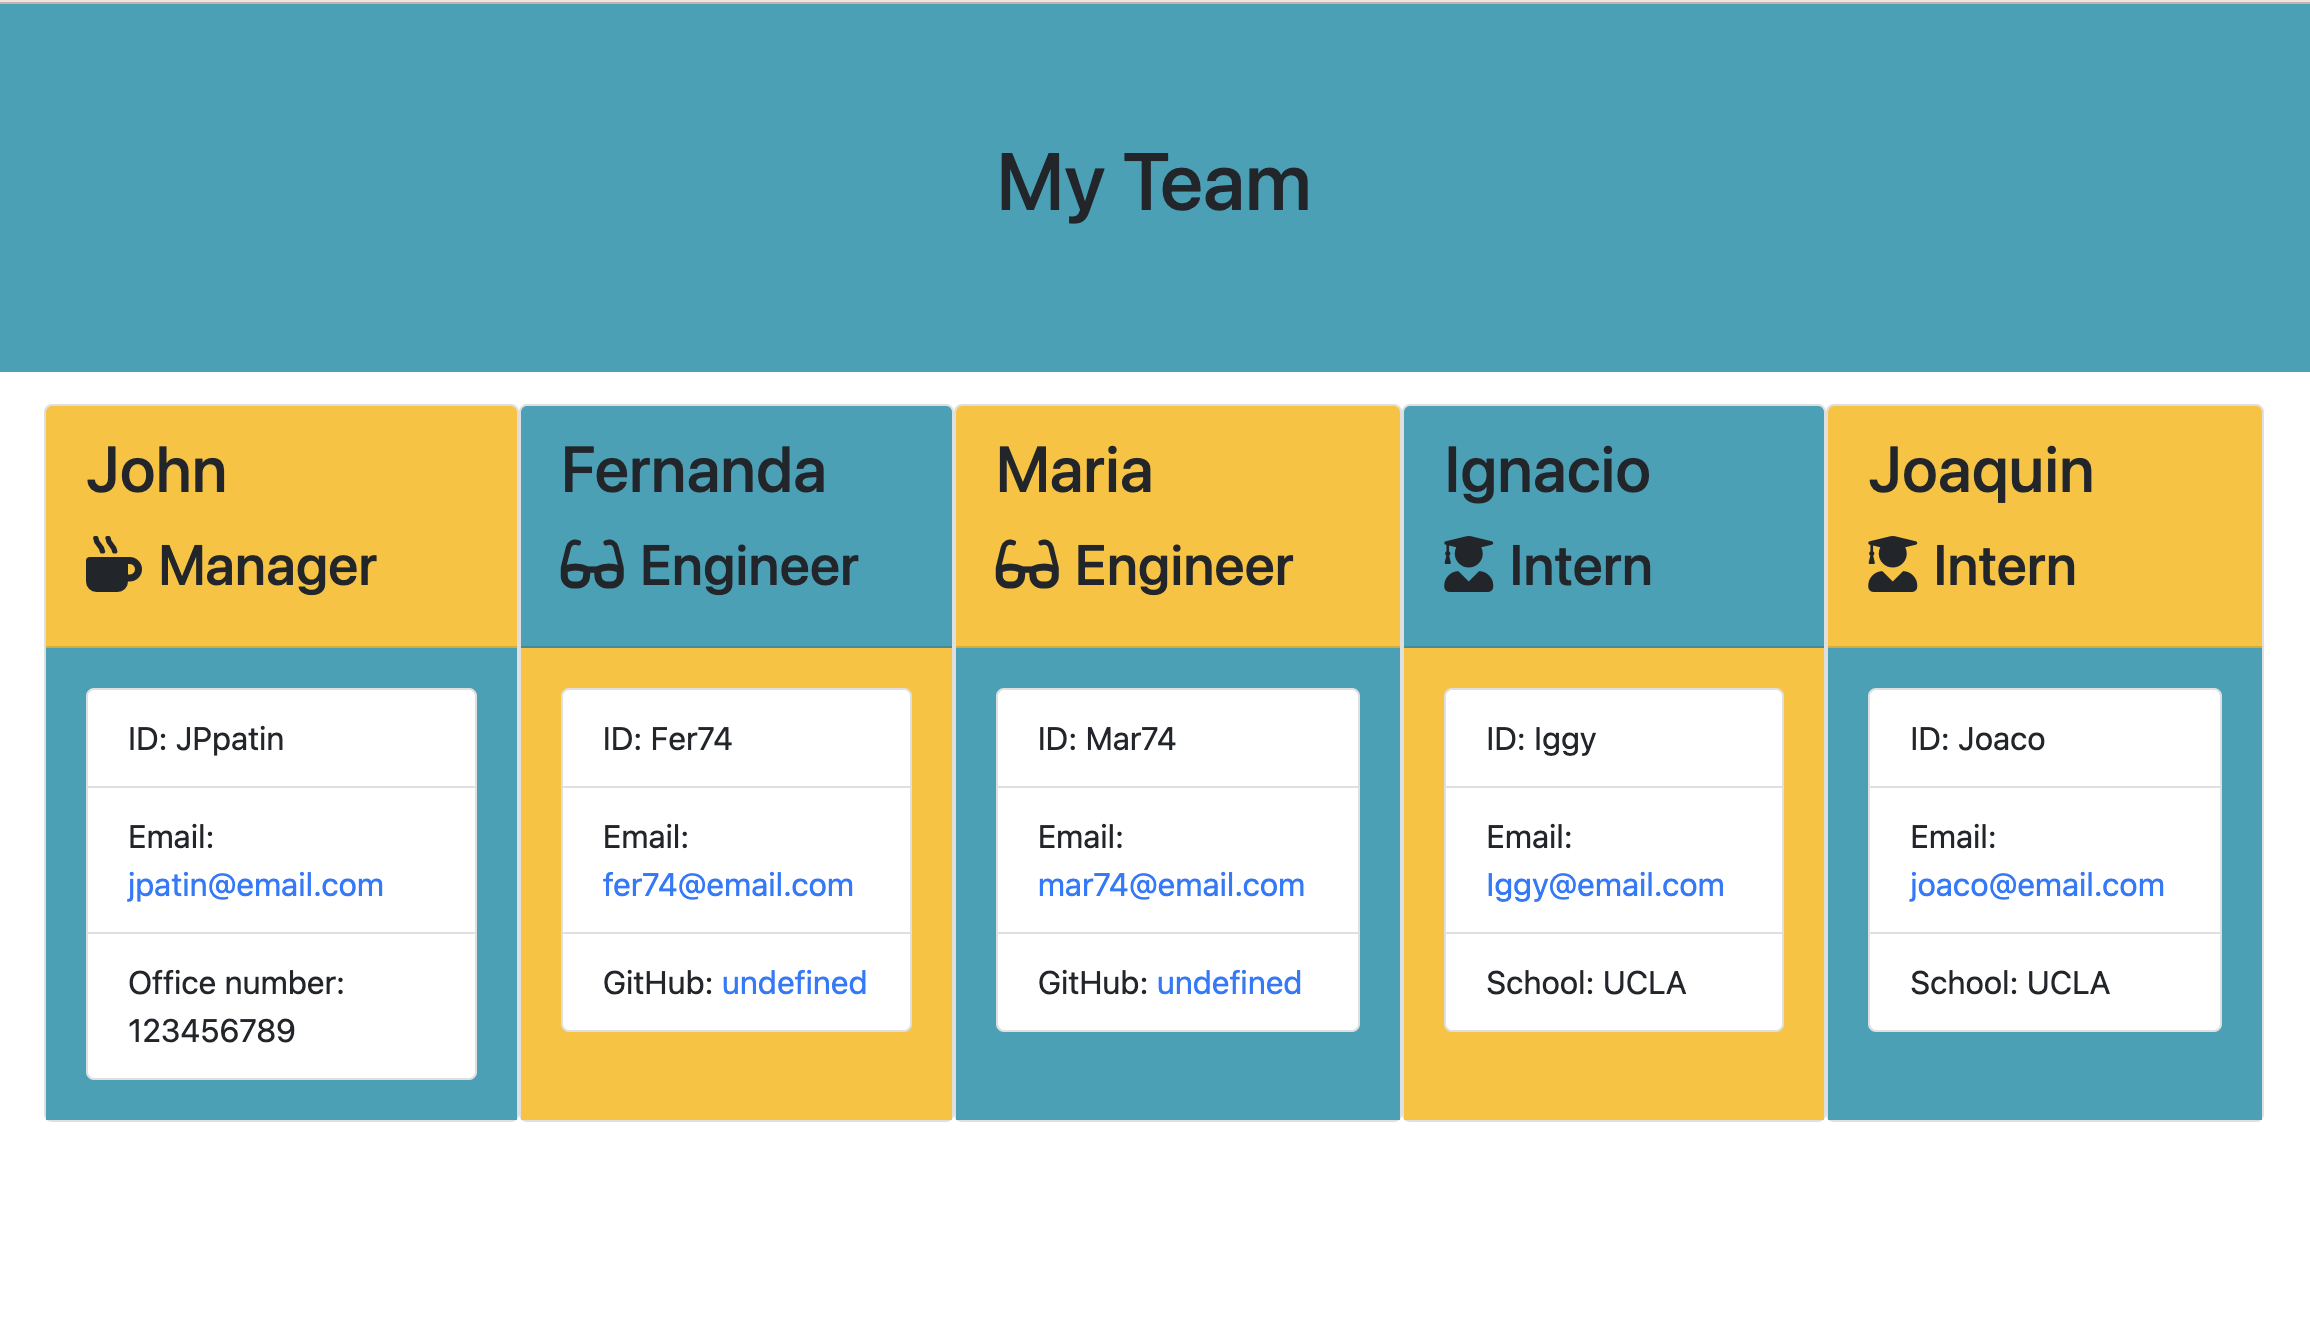 My Team
John
Manager
ID: JPpatin
Email:
jpatin@email.com
Office number:
123456789
Fernanda
Engineer
ID: Fer74
Email:
fer74@email.com
GitHub: undefined
Maria
Engineer
ID: Mar74
Email:
mar74@email.com
GitHub: undefined
Ignacio
Intern
ID: Iggy
Email:
Iggy@email.com
School: UCLA
Joaquin
Intern
ID: Joaco
Email:
joaco@email.com
School: UCLA